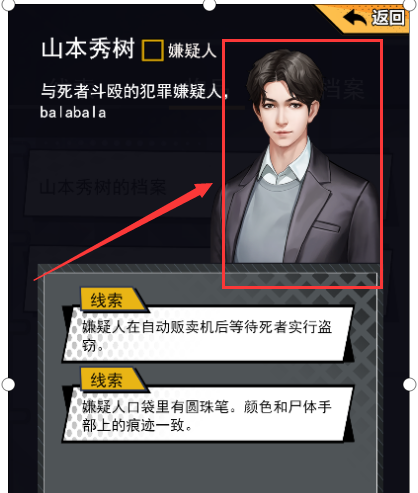 返回
山本秀树 嫌疑人
与死者斗殴的犯罪嫌疑人，
balabala
档案
山本秀树的档案
线索
嫌疑人在自动贩卖机后等待死者实行盗
窃。
线索
嫌疑人口袋里有圆珠笔。颜色和尸体手
部上的痕迹一致。